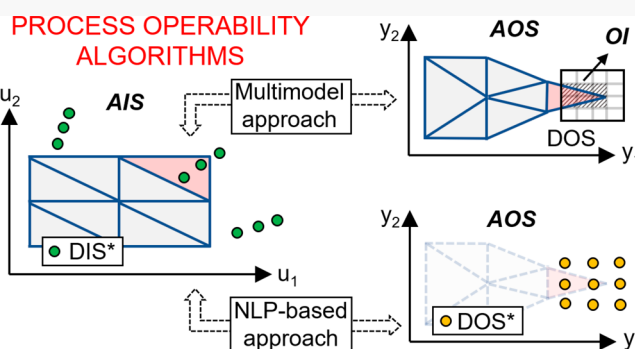 PROCESS OPERABILITY
ALGORITHMS
u2
AIS
DIS*
u1
Multimodel
approach
NLP-based
approach
y2
AOS
OI
DOS
y
y2
AOS
DOS*
y